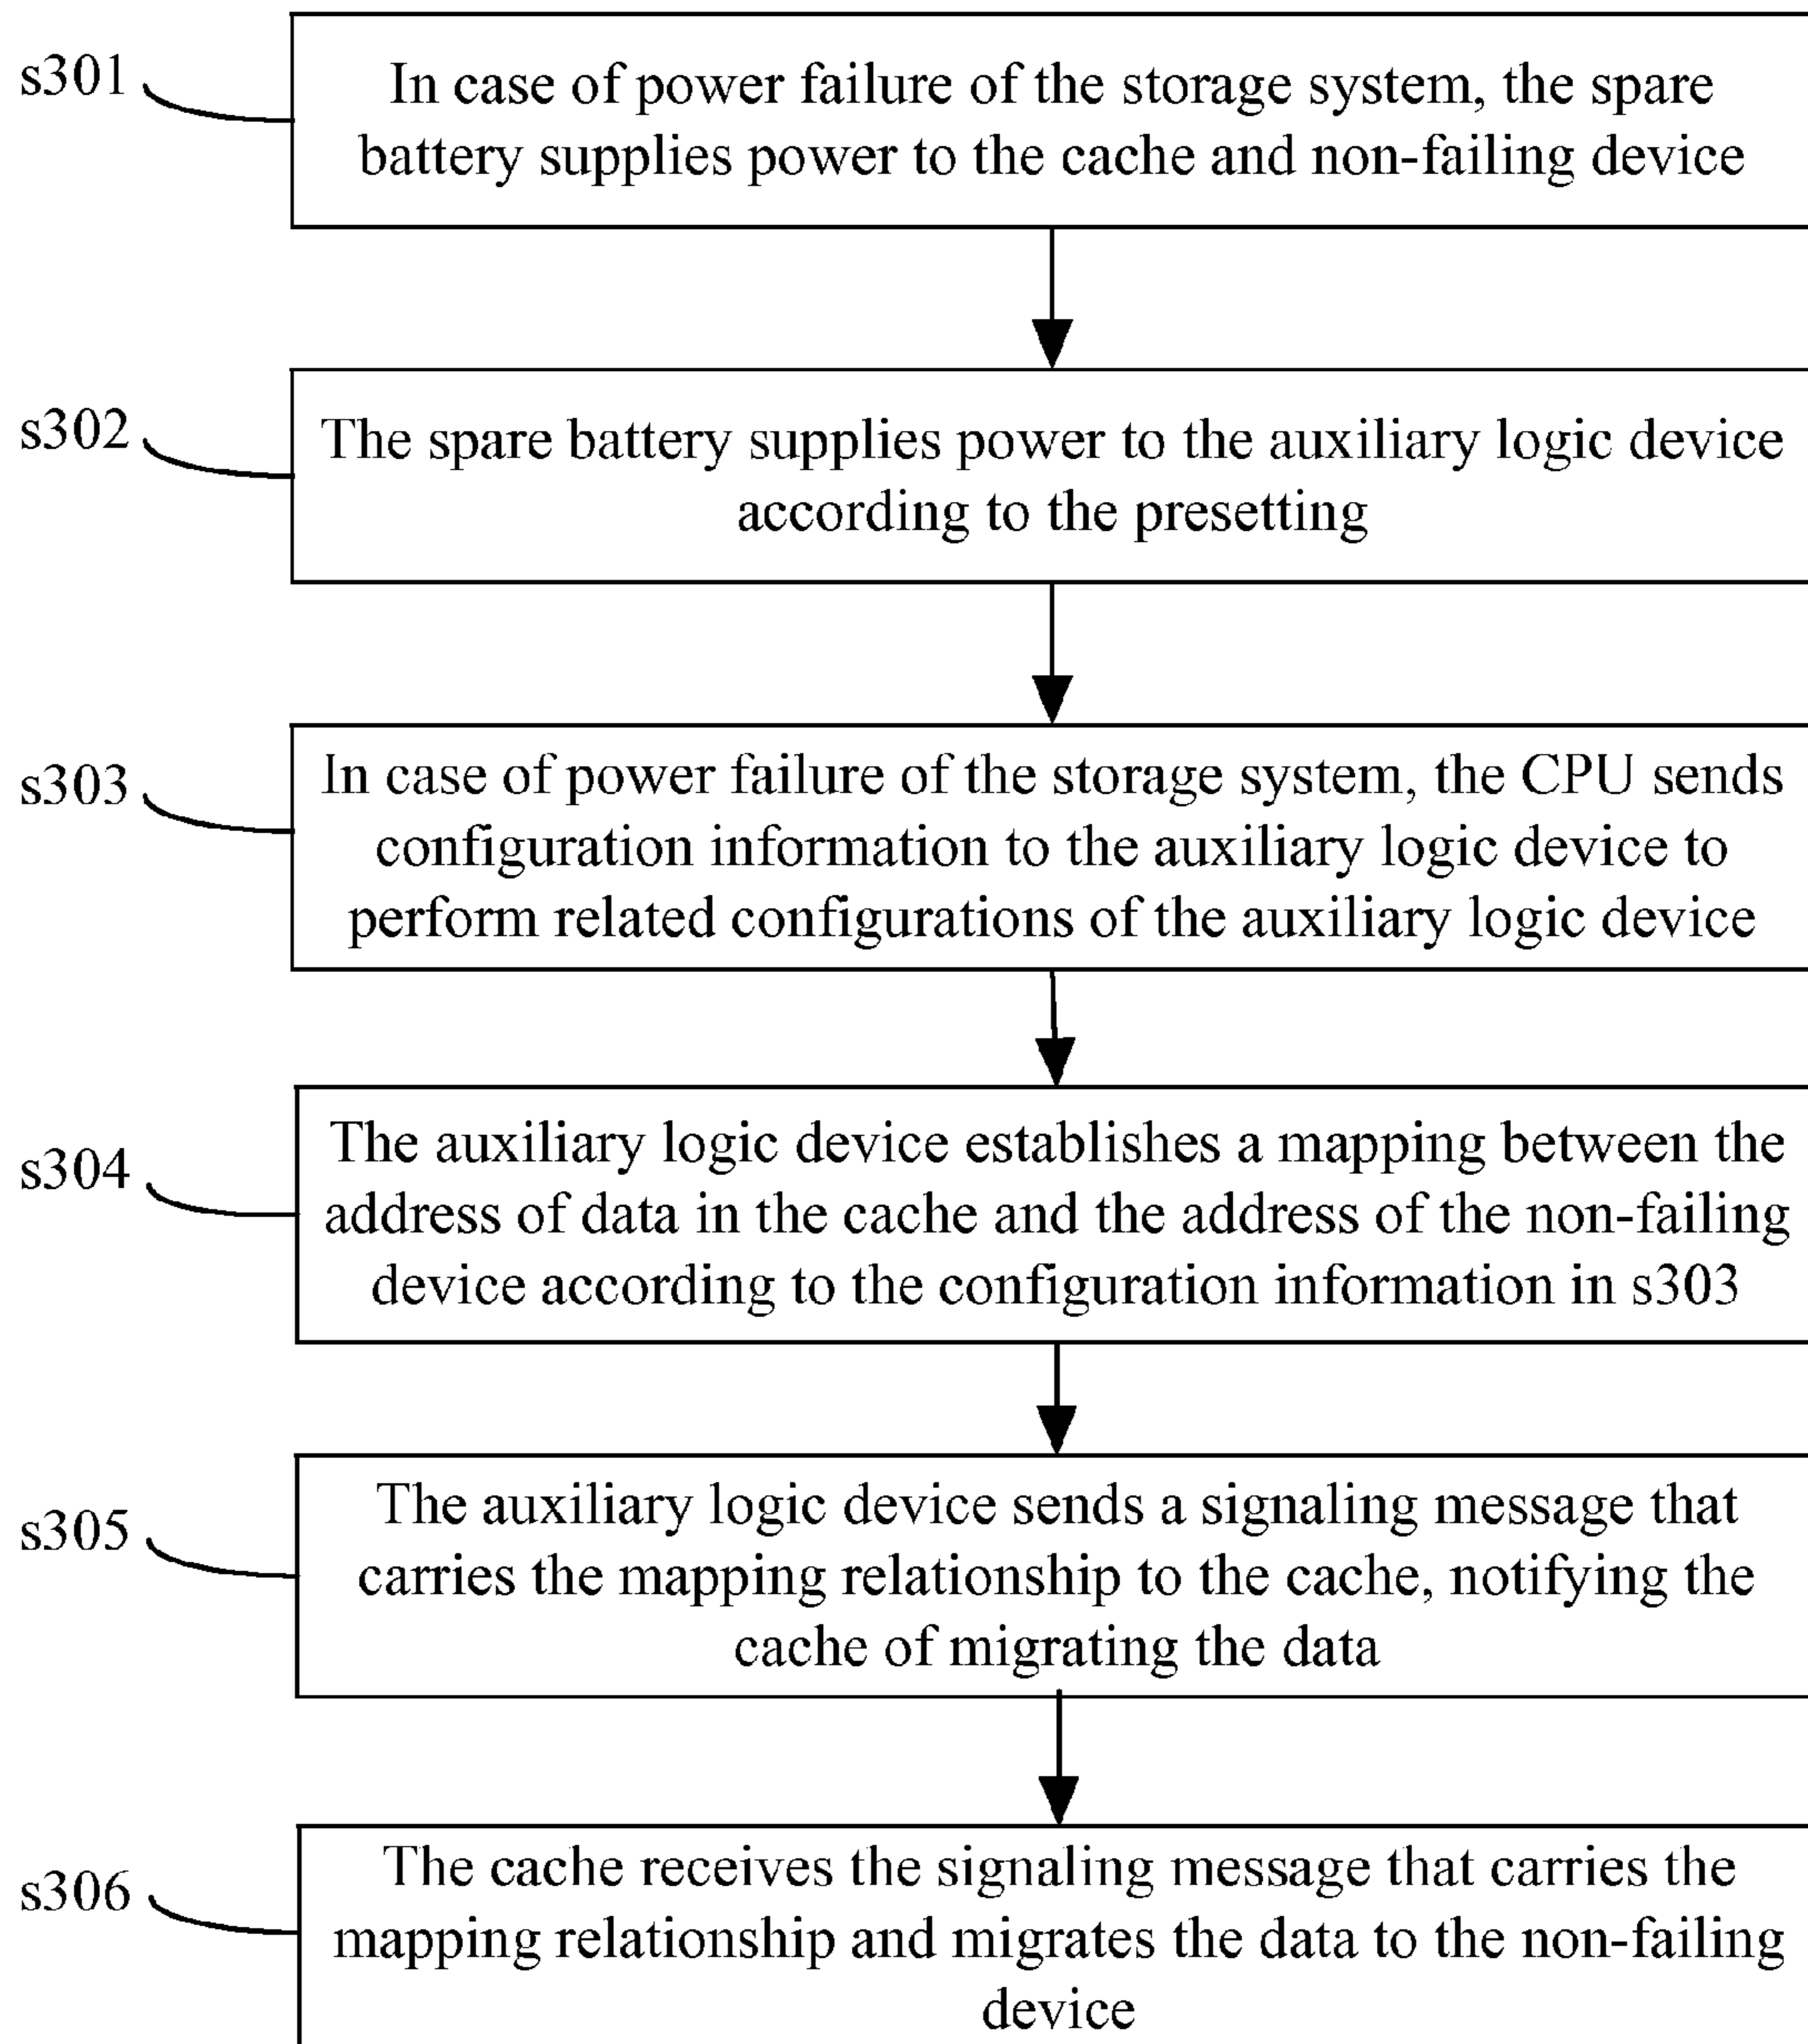 s301
In case of power failure of the storage system, the spare
battery supplies power to the cache and non-failing device
s302
The spare battery supplies power to the auxiliary logic device
according to the presetting
s303
In case of power failure of the storage system, the CPU sends
configuration information to the auxiliary logic device to
perform related configurations of the auxiliary logic device
s304
The auxiliary logic device establishes a mapping between the
address of data in the cache and the address of the non-failing
device according to the configuration information in s303
s305
The auxiliary logic device sends a signaling message that
carries the mapping relationship to the cache, notifying the
cache of migrating the data
s306
The cache receives the signaling message that carries the
mapping relationship and migrates the data to the non-failing
device